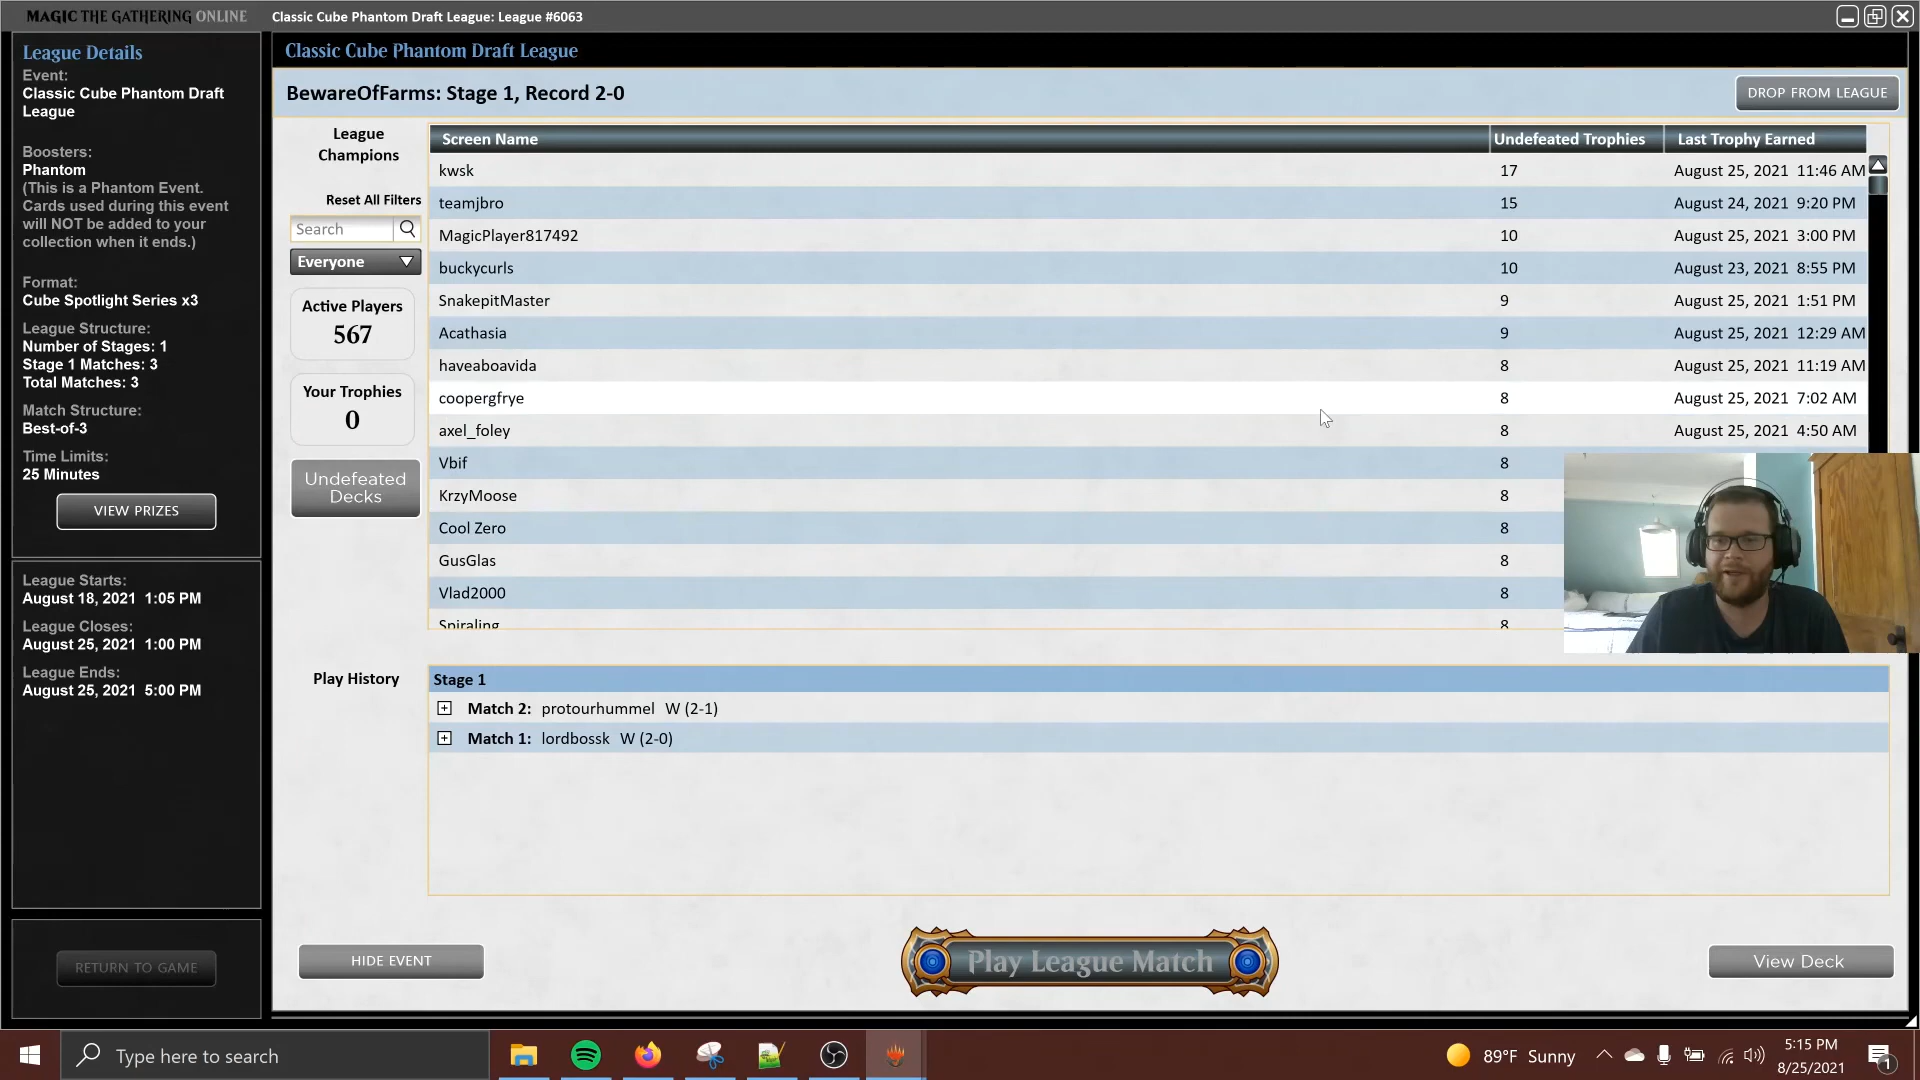 MAGIC THE GATHERING ONLINE
Classic Cube Phantom Draft League: League #6063
League Details
Event:
Classic Cube Phantom Draft
League
Boosters:
Phantom
(This is a Phantom Event.
Cards used during this event
will NOT be added to your
collection when it ends.)
Format:
Cube Spotlight Series x3
League Structure:
Number of Stages: 1
Stage 1 Matches: 3
Total Matches: 3
Match Structure:
Best-of-3
Time Limits:
25 Minutes
VIEW PRIZES
League Starts:
August 18, 2021 1:05 PM
League Closes:
August 25, 2021 1:00 PM
League Ends:
August 25, 2021 5:00 PM
RETURN TO GAME
Classic Cube Phantom Draft League
BewareOfFarms: Stage 1, Record 2-0
DROP FROM LEAGUE
League
Champions
Reset All Filters
Search
Everyone
Active Players
567
Your Trophies
0
Undefeated
Decks
Screen Name Undefeated Trophies Last Trophy Earned
kwsk 17 August 25, 2021 11:46 AM
teamjbro 15 August 24, 2021 9:20 PM
MagicPlayer817492 10 August 25, 2021 3:00 PM
buckycurls 10 August 23, 2021 8:55 PM
SnakepitMaster 9 August 25, 2021 1:51 PM
Acathasia 9 August 25, 2021 12:29 AM
haveaboavida 8 August 25, 2021 11:19 AM
coopergfrye 8 August 25, 2021 7:02 AM
axel_foley 8 August 25, 2021 4:50 AM
Vbif 8
KrzyMoose 8
Cool Zero 8
GusGlas 8
Vlad2000 8
Spiraling 8
Play History
Stage 1
Match 2: protourhummel W (2-1)
Match 1: lordbossk W (2-0)
HIDE EVENT
Play League Match
View Deck
Type here to search
89°F Sunny
5:15 PM
8/25/2021
1